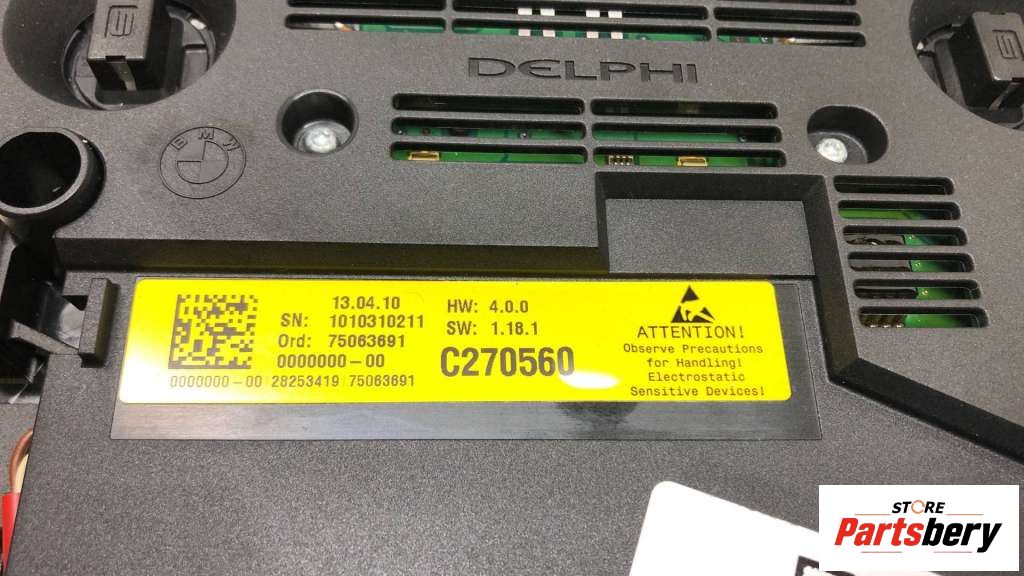 DELPHI
BMW
13.04.10
SN: 1010310211
Ord: 75063691
0000000-00
0000000-00 28253419 75063691
HW: 4.0.0
SW: 1.18.1
C270560
ATTENTION!
Observe Precautions
for Handling!
Electrostatic
Sensitive Devices!
STORE
Partsbery